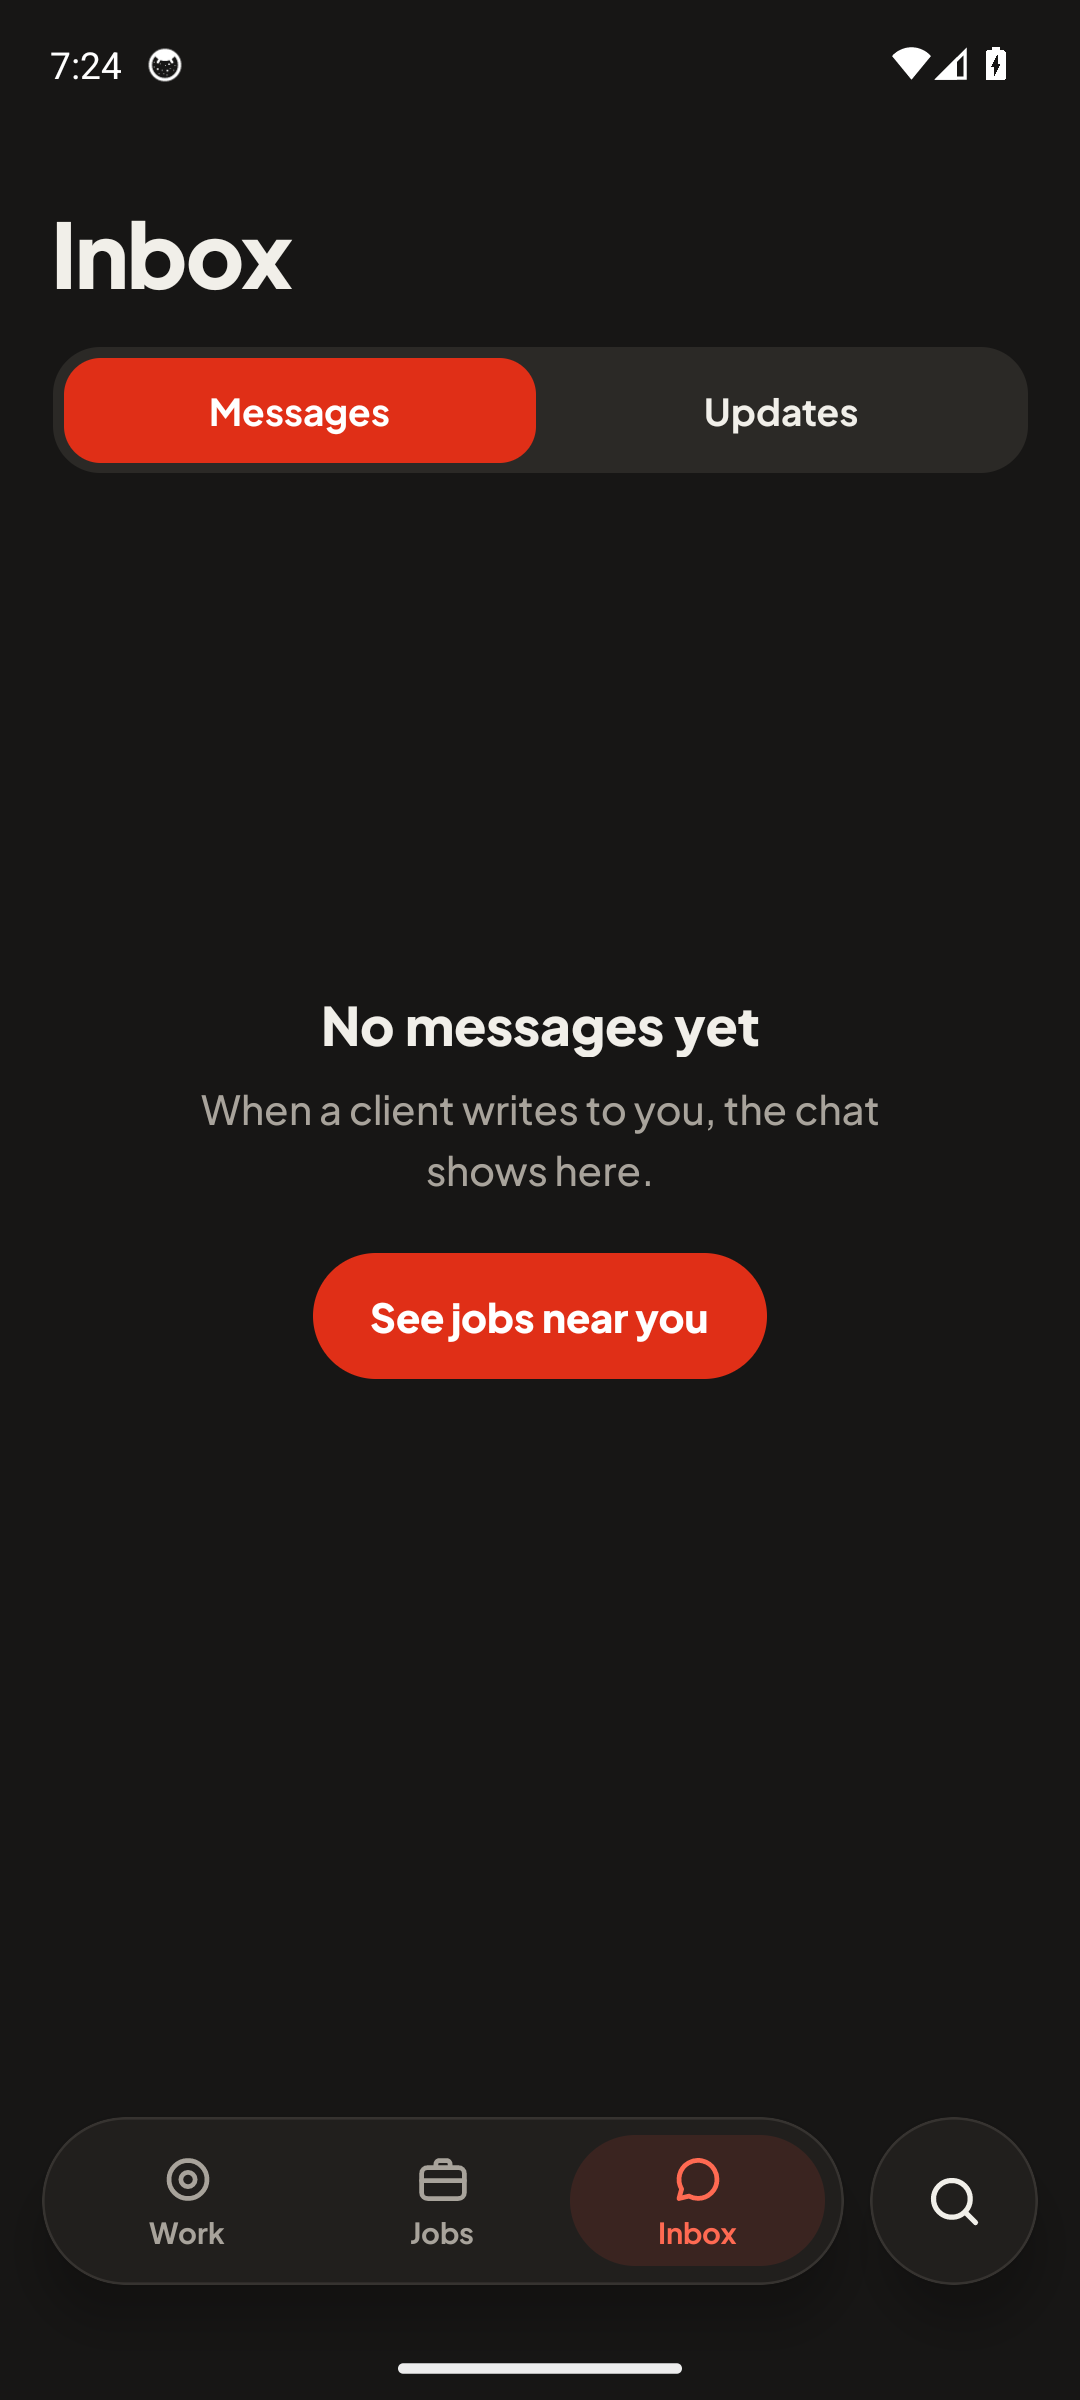 7:24
Inbox
Messages
Updates
No messages yet
When a client writes to you, the chat
shows here.
See jobs near you
Work
Jobs
Inbox